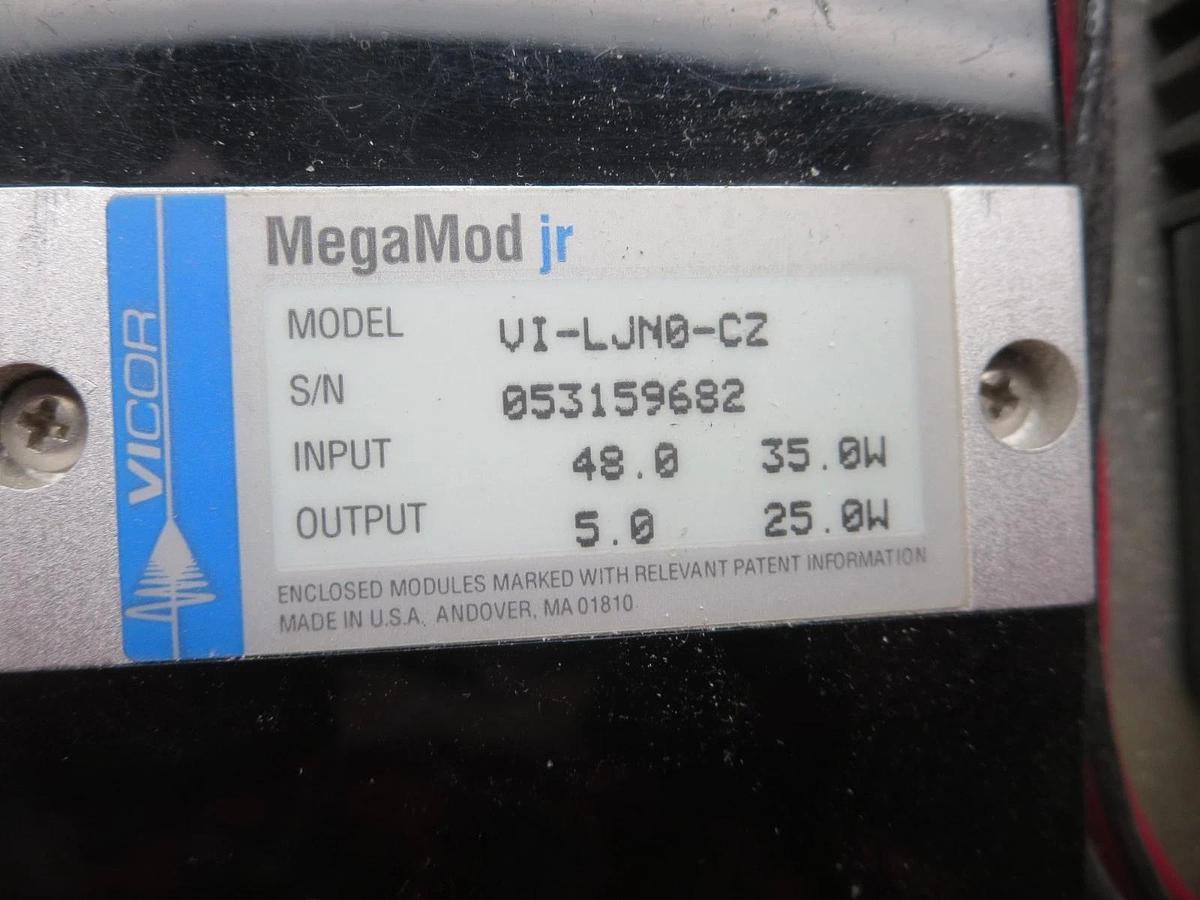 VICOR
MegaMod jr
MODEL VI-LJN0-CZ
S/N 053159682
INPUT 48.0 35.0W
OUTPUT 5.0 25.0W
ENCLOSED MODULES MARKED WITH RELEVANT PATENT INFORMATION
MADE IN U.S.A. ANDOVER, MA 01810